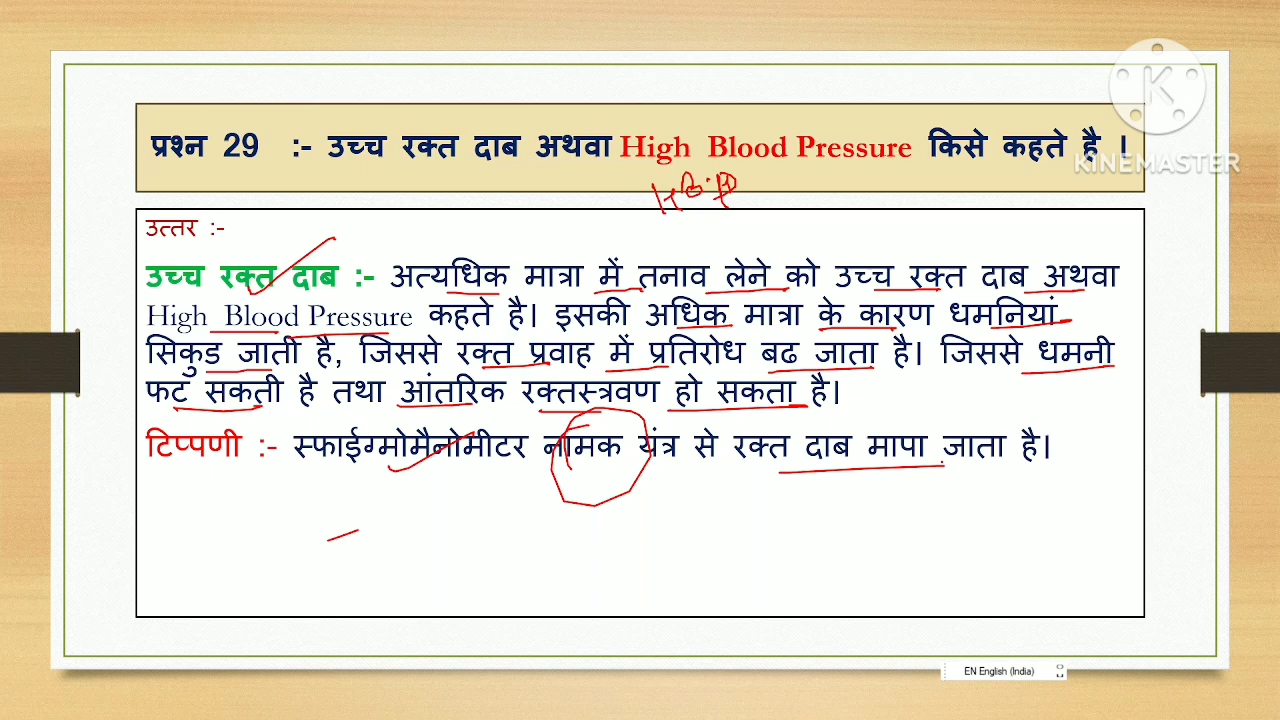 प्रश्न 29 :- उच्च रक्त दाब अथवा High Blood Pressure किसे कहते है ।
KINEMASTER
H.B.P
उत्तर :-
उच्च रक्त दाब :- अत्यधिक मात्रा में तनाव लेने को उच्च रक्त दाब अथवा
High Blood Pressure कहते है। इसकी अधिक मात्रा के कारण धमनियां
सिकुड जाती है, जिससे रक्त प्रवाह में प्रतिरोध बढ जाता है। जिससे धमनी
फट सकती है तथा आंतरिक रक्तस्त्रवण हो सकता है।
टिप्पणी :- स्फाईग्मोमैनोमीटर नामक यंत्र से रक्त दाब मापा जाता है।
EN English (India)